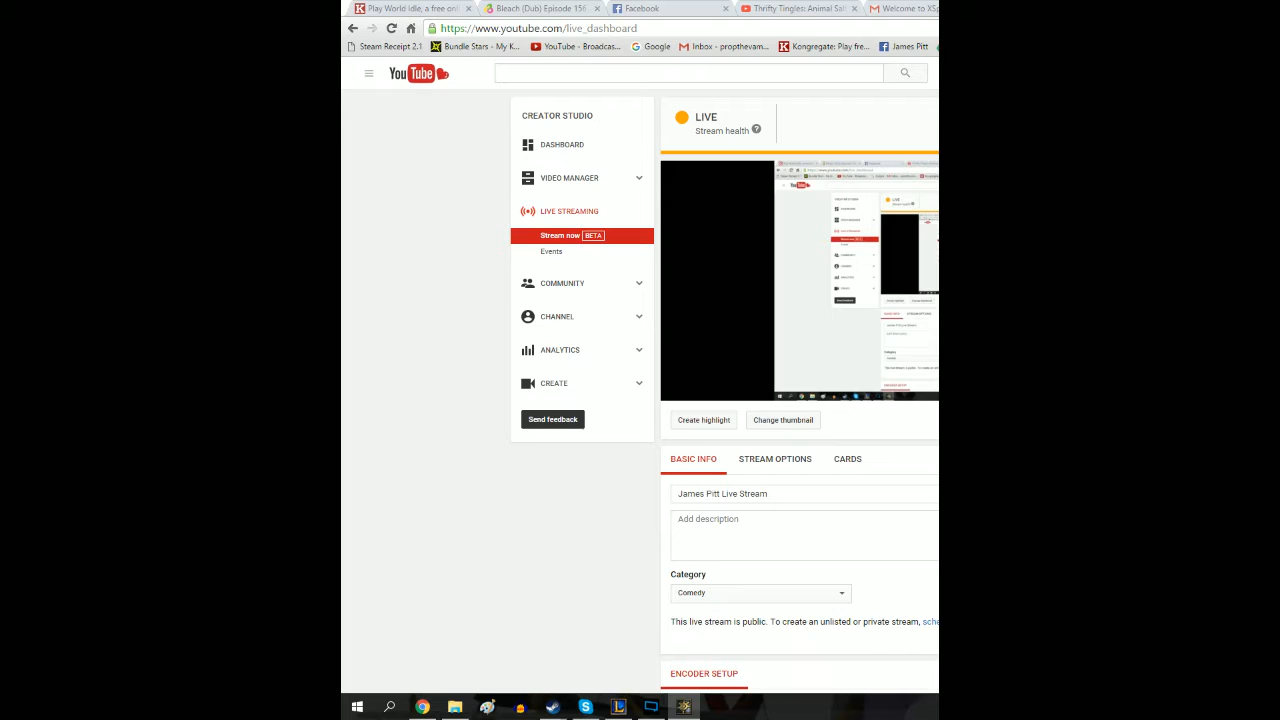 Play World Idle, a free onl
Bleach (Dub) Episode 156
Facebook
Thrifty Tingles: Animal Salt
Welcome to XSp
https://www.youtube.com/live_dashboard
Steam Receipt 2.1
Bundle Stars - My K...
YouTube - Broadcas...
Google
Inbox - propthevam...
Kongregate: Play fre...
James Pitt
YouTube
CREATOR STUDIO
DASHBOARD
VIDEO MANAGER
LIVE STREAMING
Stream now BETA
Events
COMMUNITY
CHANNEL
ANALYTICS
CREATE
Send feedback
LIVE
Stream health ?
Create highlight
Change thumbnail
BASIC INFO
STREAM OPTIONS
CARDS
James Pitt Live Stream
Add description
Category
Comedy
This live stream is public. To create an unlisted or private stream, sche
ENCODER SETUP